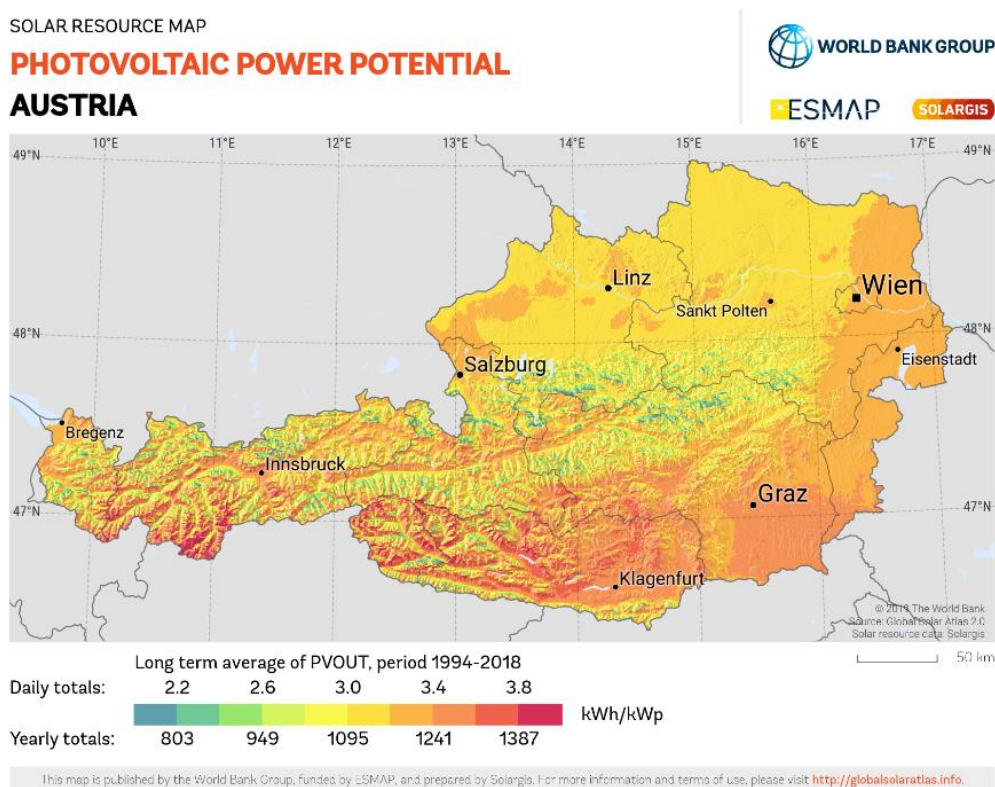 SOLAR RESOURCE MAP
PHOTOVOLTAIC POWER POTENTIAL
AUSTRIA
WORLD BANK GROUP
ESMAP SOLARGIS
10°E 11°E 12°E 13°E 14°E 15°E 16°E 17°E
49°N 49°N
Linz
Wien
Sankt Polten
48°N 48°N
Salzburg
Eisenstadt
Bregenz
Innsbruck
Graz
47°N 47°N
Klagenfurt
© 2019 The World Bank
Source: Global Solar Atlas 2.0
Solar resource data: Solargis
50 km
Long term average of PVOUT, period 1994-2018
Daily totals: 2.2 2.6 3.0 3.4 3.8
kWh/kWp
Yearly totals: 803 949 1095 1241 1387
This map is published by the World Bank Group, funded by ESMAP, and prepared by Solargis. For more information and terms of use, please visit http://globalsolaratlas.info.